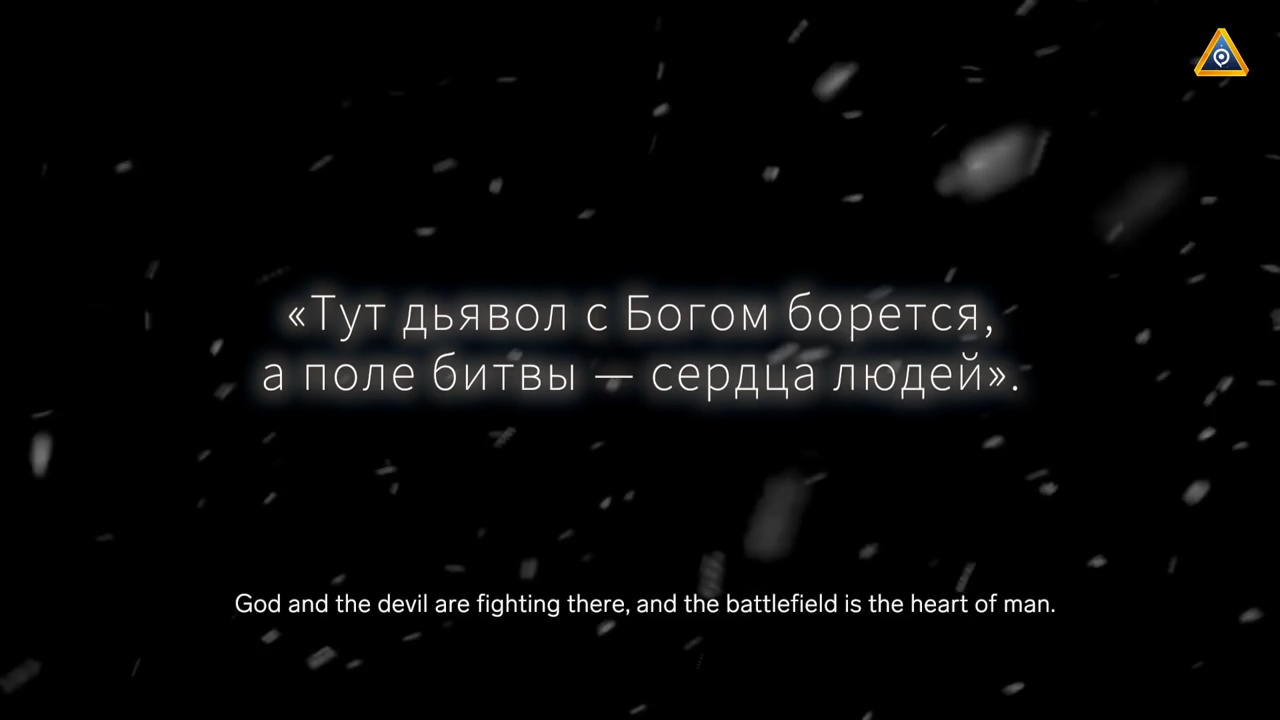 «Тут дьявол с Богом борется,
а поле битвы — сердца людей».
God and the devil are fighting there, and the battlefield is the heart of man.